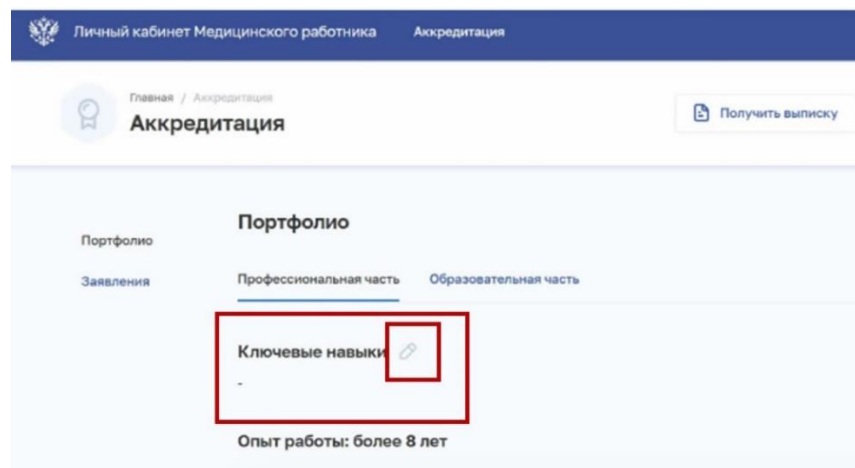 Личный кабинет Медицинского работника Аккредитация
Главная / Аккредитация
Аккредитация
Получить выписку
Портфолио
Портфолио
Заявления
Профессиональная часть Образовательная часть
Ключевые навыки
-
Опыт работы: более 8 лет